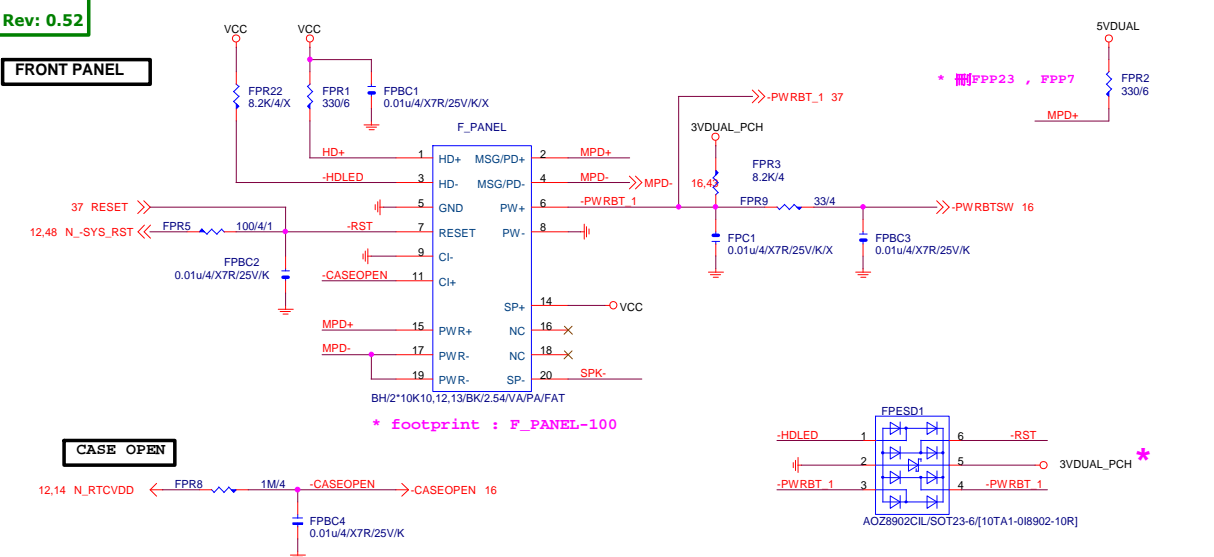 Rev: 0.52
FRONT PANEL
VCC
VCC
5VDUAL
FPR22
8.2K/4/X
FPR1
330/6
FPBC1
0.01u/4/X7R/25V/K/X
* 刪FPP23 , FPP7
FPR2
330/6
MPD+
-PWRBT_1 37
F_PANEL
3VDUAL_PCH
HD+
1
HD+
MSG/PD+
2
MPD+
FPR3
8.2K/4
-HDLED
3
HD-
MSG/PD-
4
MPD-
MPD-
16,43
5
GND
PW+
6
-PWRBT_1
FPR9
33/4
-PWRBTSW 16
37 RESET
12,48 N_-SYS_RST
FPR5
100/4/1
-RST
7
RESET
PW-
8
FPC1
0.01u/4/X7R/25V/K/X
FPBC3
0.01u/4/X7R/25V/K
FPBC2
0.01u/4/X7R/25V/K
9
CI-
-CASEOPEN
11
CI+
SP+
14
VCC
MPD+
15
PWR+
NC
16
MPD-
17
PWR-
NC
18
19
PWR-
SP-
20
SPK-
BH/2*10K10,12,13/BK/2.54/VA/PA/FAT
* footprint : F_PANEL-100
CASE OPEN
12,14 N_RTCVDD
FPR8
1M/4
-CASEOPEN
-CASEOPEN 16
FPBC4
0.01u/4/X7R/25V/K
FPESD1
-HDLED
1
6
-RST
2
5
3VDUAL_PCH
*
-PWRBT_1
3
4
-PWRBT_1
AOZ8902CIL/SOT23-6/[10TA1-0I8902-10R]